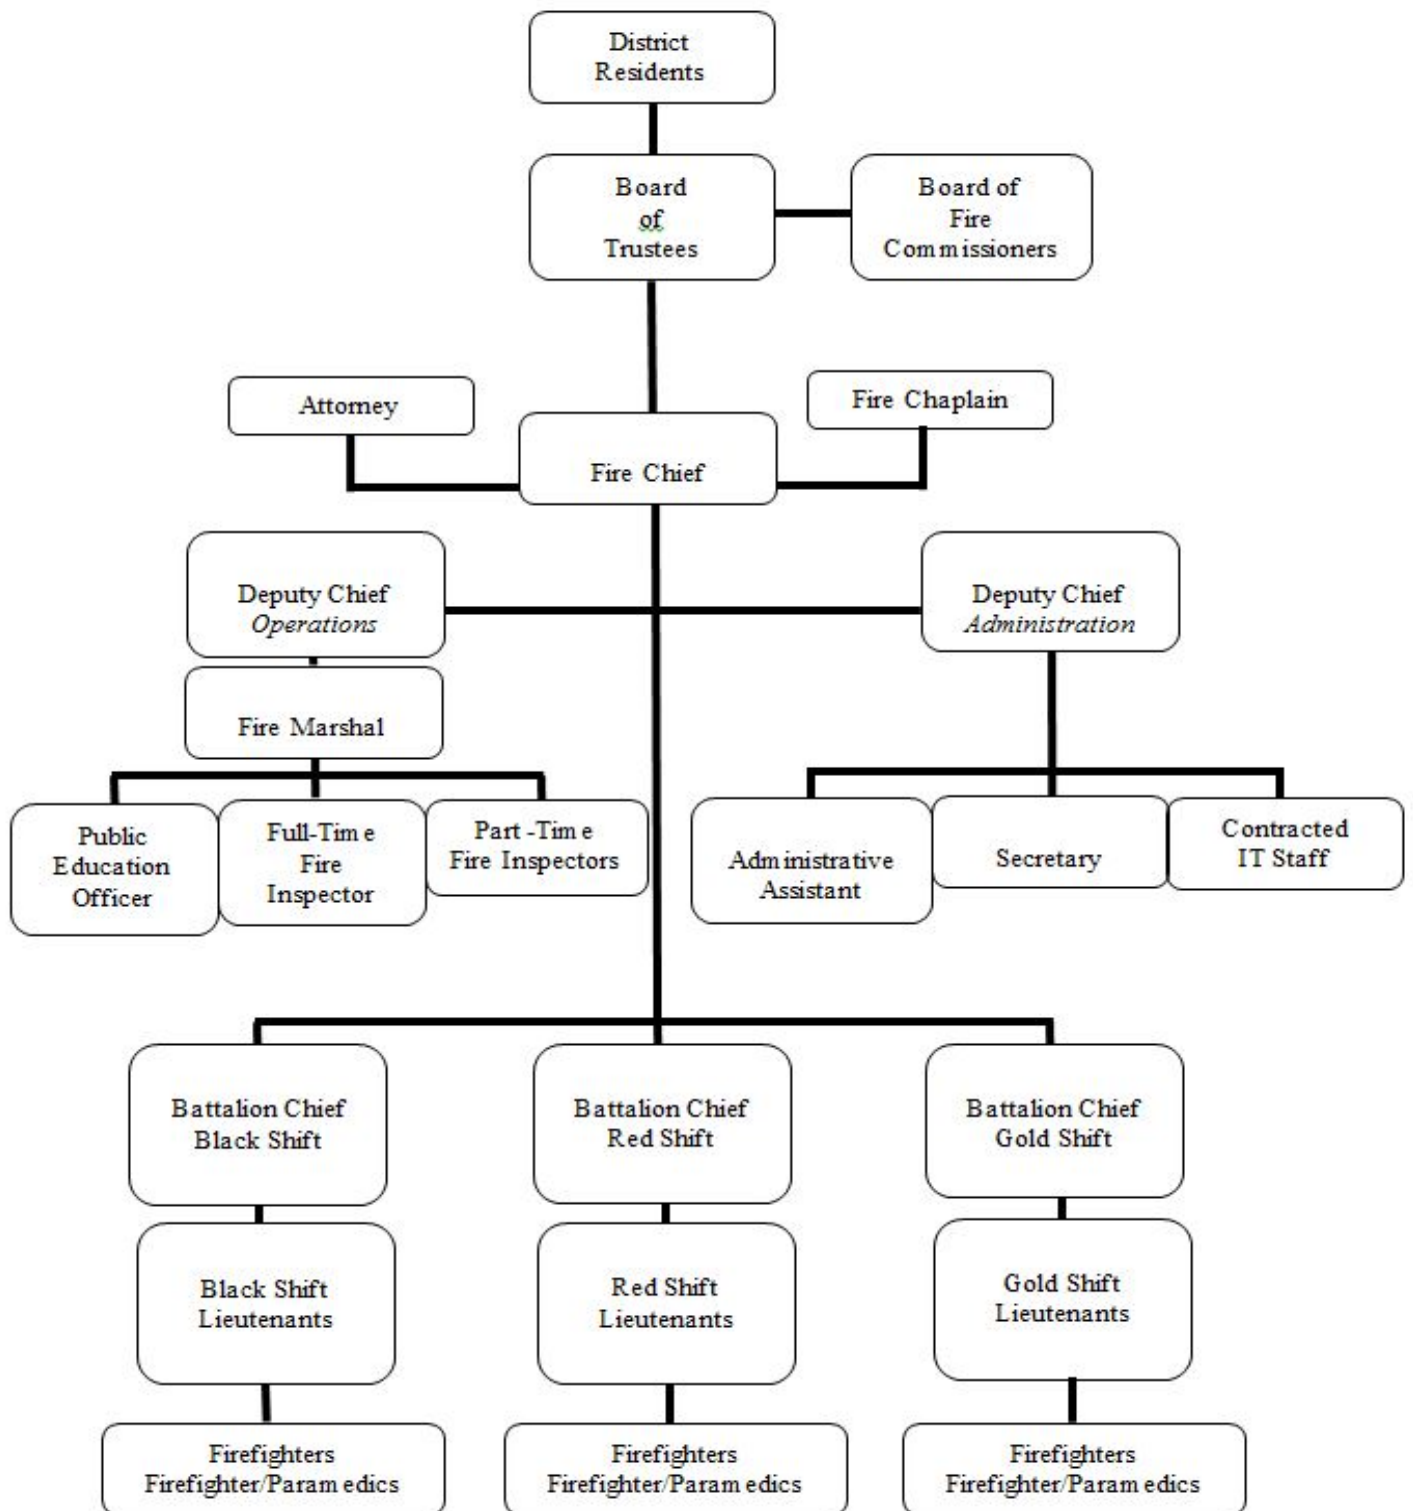 District
Residents
Board
of
Trustees
Board of
Fire
Commissioners
Attorney
Fire Chaplain
Fire Chief
Deputy Chief
Operations
Deputy Chief
Administration
Fire Marshal
Public
Education
Officer
Full-Time
Fire
Inspector
Part-Time
Fire Inspectors
Administrative
Assistant
Secretary
Contracted
IT Staff
Battalion Chief
Black Shift
Battalion Chief
Red Shift
Battalion Chief
Gold Shift
Black Shift
Lieutenants
Red Shift
Lieutenants
Gold Shift
Lieutenants
Firefighters
Firefighter/Paramedics
Firefighters
Firefighter/Paramedics
Firefighters
Firefighter/Paramedics